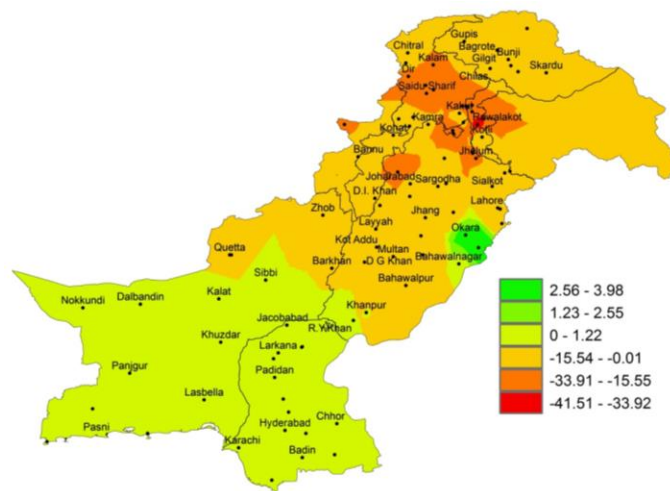 Gupis
Chitral
Bagrote
Bunji
Kalam
Gilgit
Dir
Skardu
Chilas
Saidu Sharif
Kakul
Kamra
Rawalakot
Kohat
Kotli
Bannu
Jhelum
Joharabad
Sialkot
Sargodha
D.I. Khan
Lahore
Zhob
Jhang
Layyah
Okara
Quetta
Kot Addu
Multan
Barkhan
D G Khan
Bahawalnagar
Sibbi
Bahawalpur
Nokkundi
Dalbandin
Kalat
Khanpur
Jacobabad
R.Y.Khan
Khuzdar
Larkana
Panjgur
Padidan
Lasbella
Chhor
Pasni
Hyderabad
Karachi
Badin
2.56 - 3.98
1.23 - 2.55
0 - 1.22
-15.54 - -0.01
-33.91 - -15.55
-41.51 - -33.92